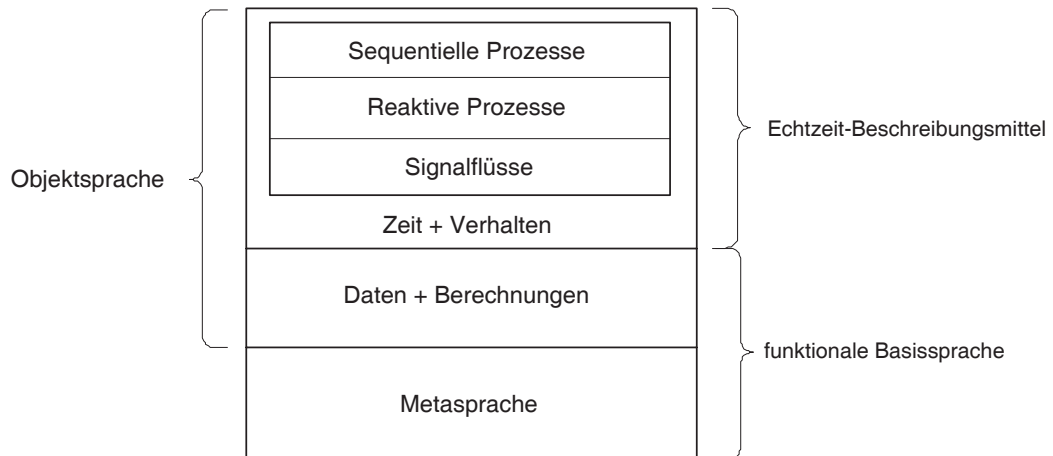 Sequentielle Prozesse
Reaktive Prozesse
Echtzeit-Beschreibungsmittel
Signalflüsse
Objektsprache
Zeit + Verhalten
Daten + Berechnungen
funktionale Basissprache
Metasprache